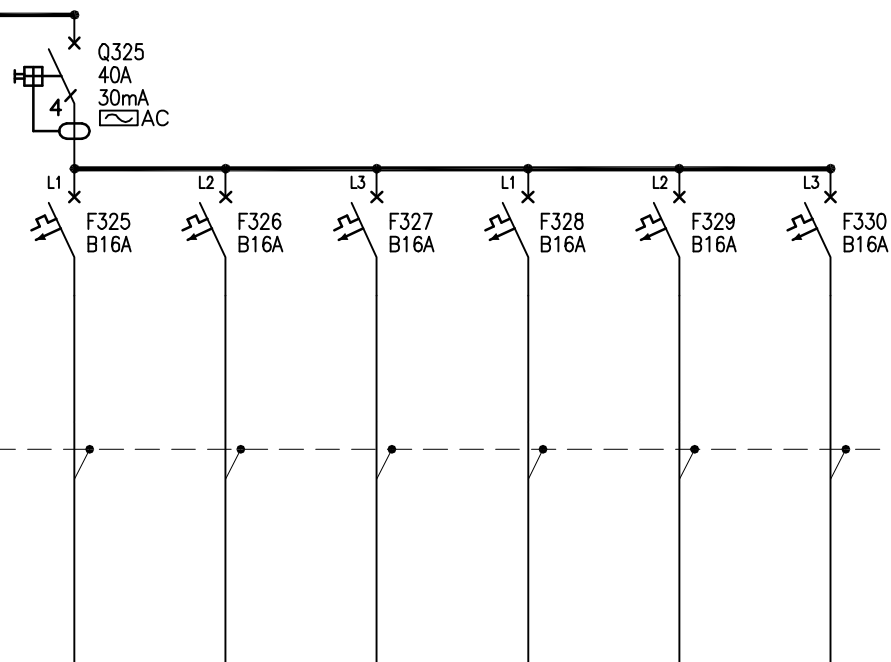 Q325
40A
30mA
AC
4
L1
L2
L3
L1
L2
L3
F325
B16A
F326
B16A
F327
B16A
F328
B16A
F329
B16A
F330
B16A